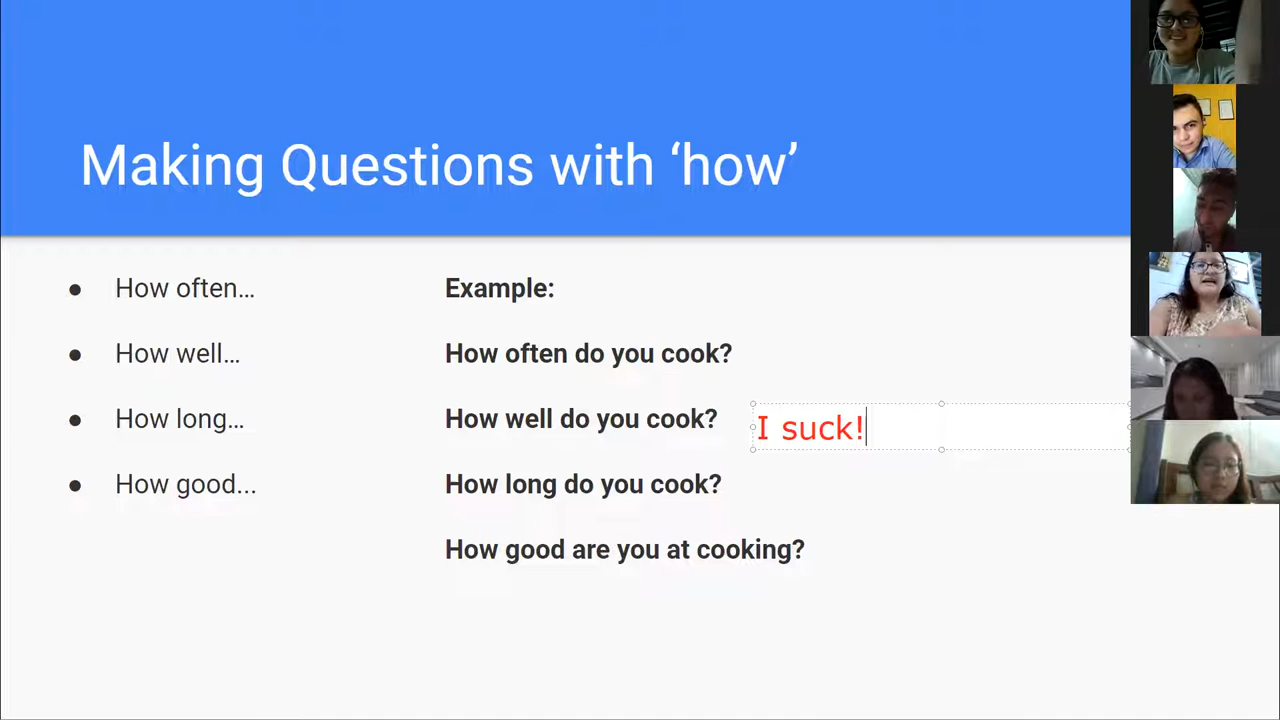 Making Questions with ‘how’
● How often…
● How well…
● How long…
● How good...
Example:
How often do you cook?
How well do you cook?
I suck!
How long do you cook?
How good are you at cooking?